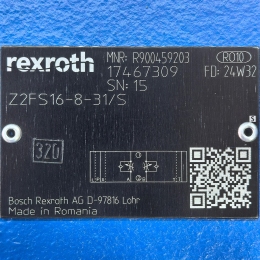 rexroth
MNR: R900459203
RQ10
17467309
FD: 24W32
SN: 15
Z2FS16-8-31/S
320
S
Bosch Rexroth AG D-97816 Lohr
Made in Romania